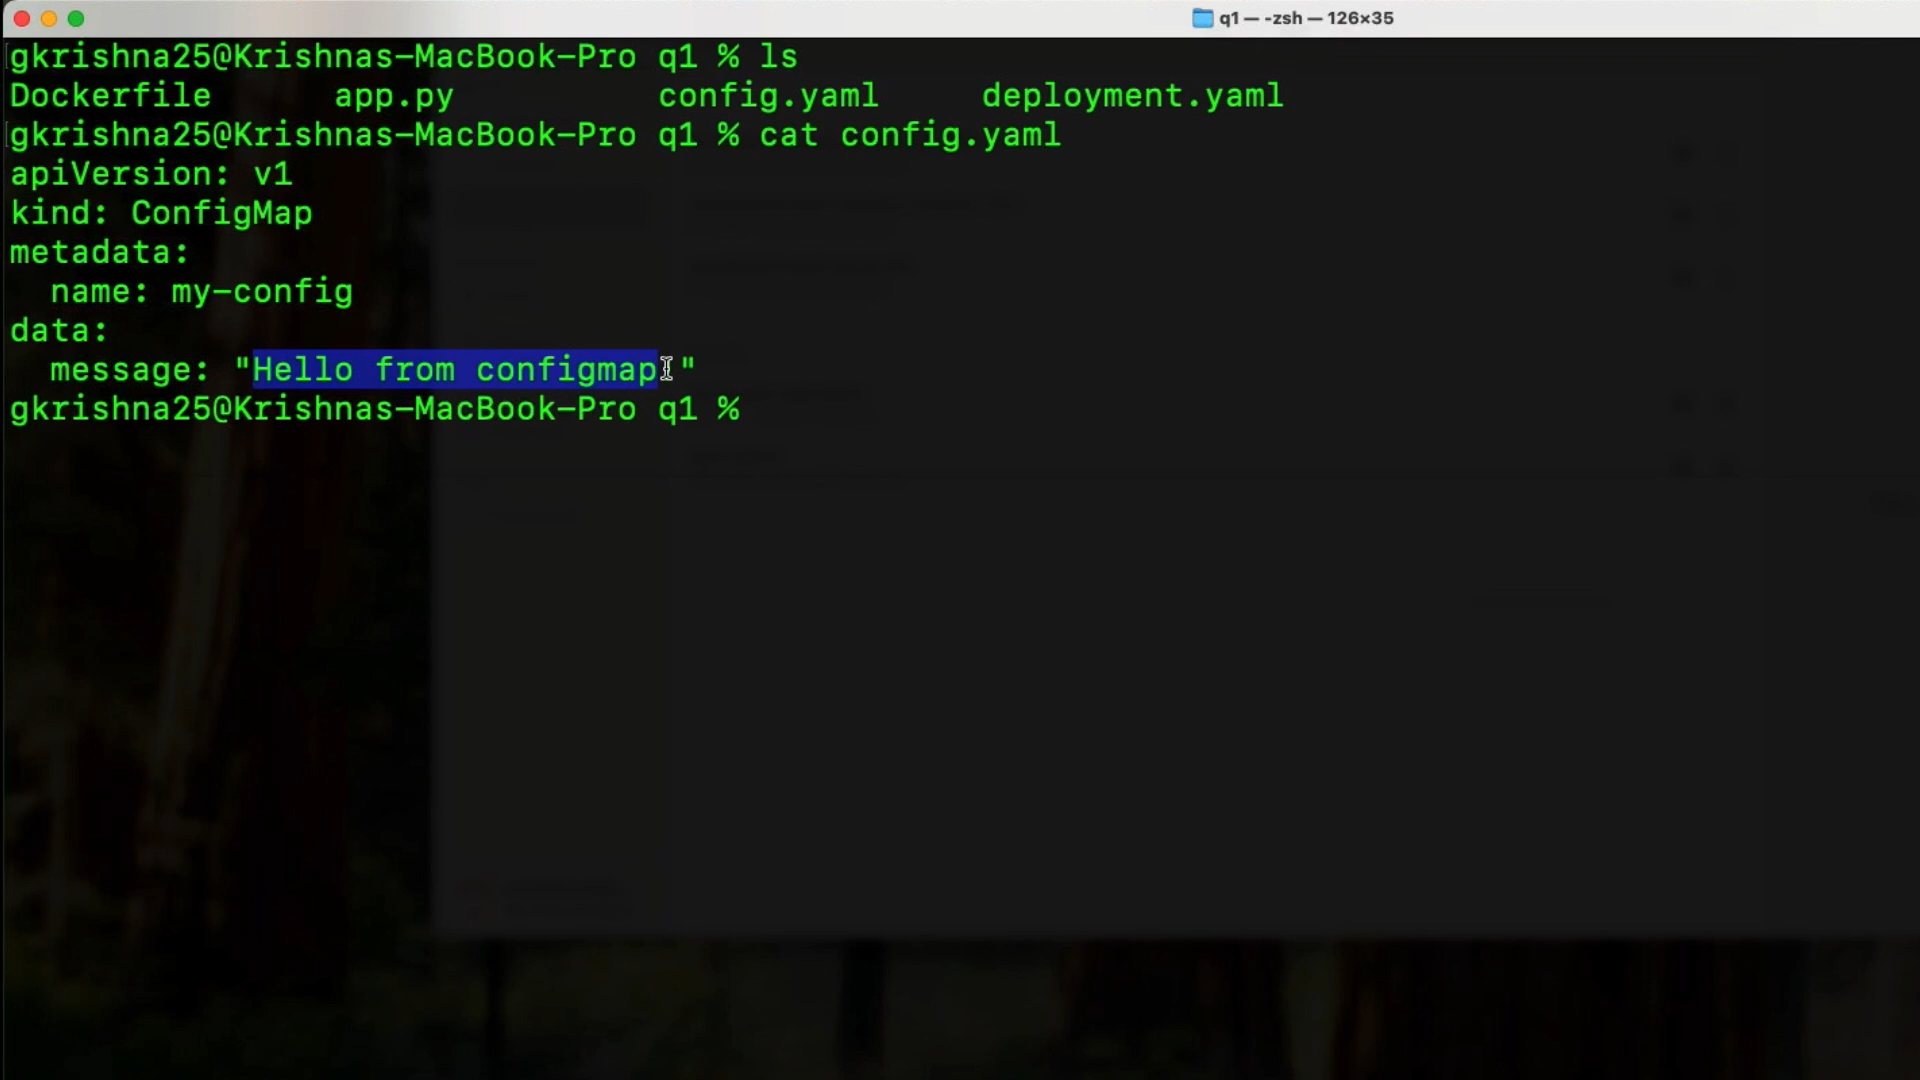 q1 — -zsh — 126×35
gkrishna25@Krishnas-MacBook-Pro q1 % ls
Dockerfile app.py config.yaml deployment.yaml
gkrishna25@Krishnas-MacBook-Pro q1 % cat config.yaml
apiVersion: v1
kind: ConfigMap
metadata:
  name: my-config
data:
  message: "Hello from configmap "
gkrishna25@Krishnas-MacBook-Pro q1 %